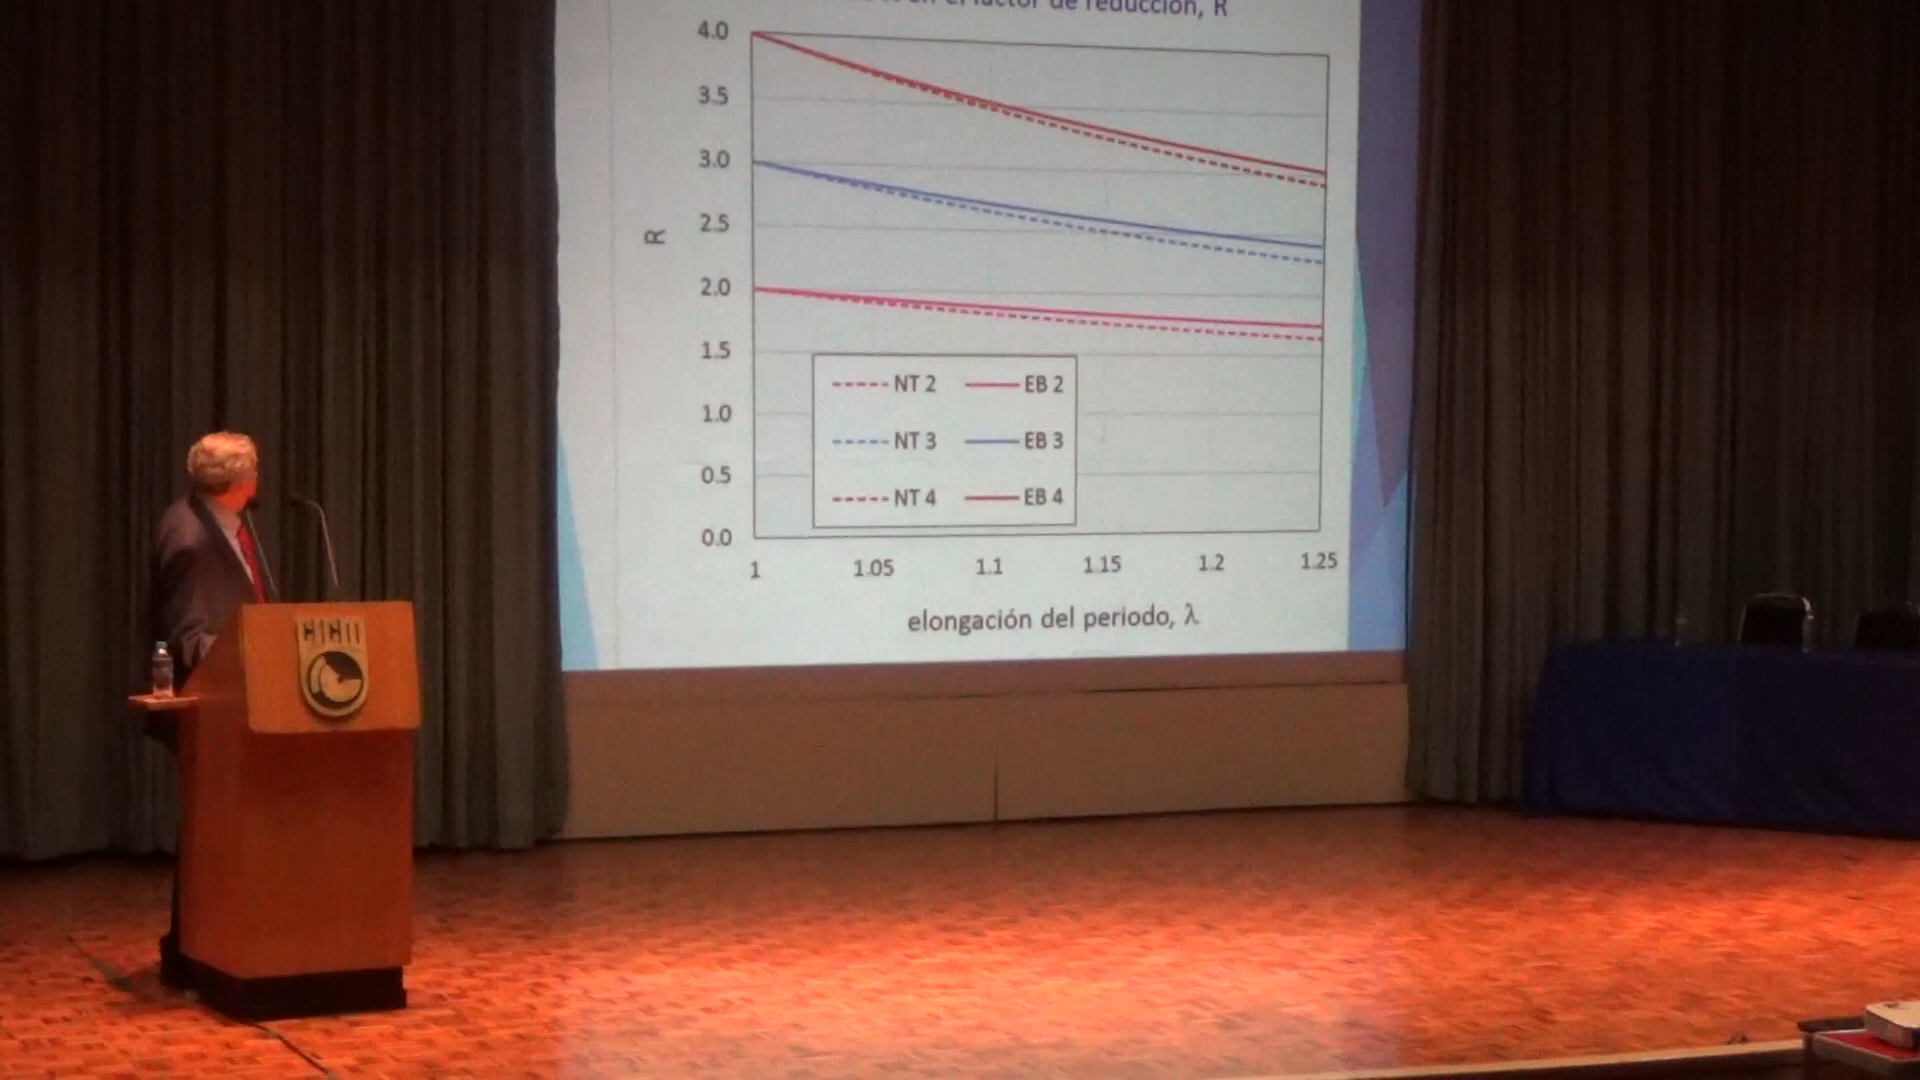 en el factor de reducción, R
4.0
3.5
3.0
2.5
2.0
1.5
1.0
0.5
0.0
R
NT 2 EB 2
NT 3 EB 3
NT 4 EB 4
1 1.05 1.1 1.15 1.2 1.25
elongación del periodo, λ